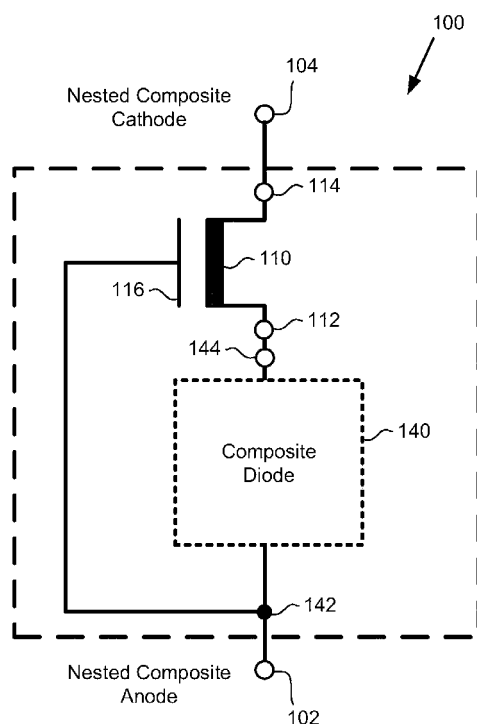 100
104
Nested Composite
Cathode
114
110
116
112
144
140
Composite
Diode
142
Nested Composite
Anode
102